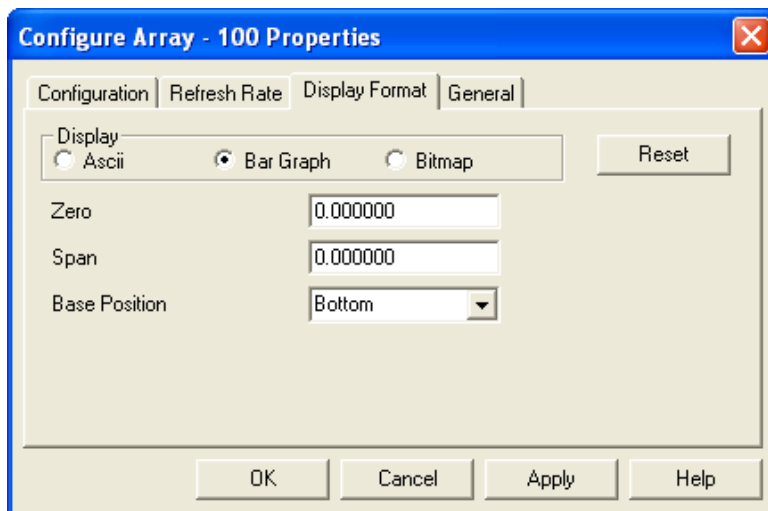 Configure Array - 100 Properties
Configuration Refresh Rate Display Format General
Display
Ascii Bar Graph Bitmap Reset
Zero 0.000000
Span 0.000000
Base Position Bottom
OK Cancel Apply Help